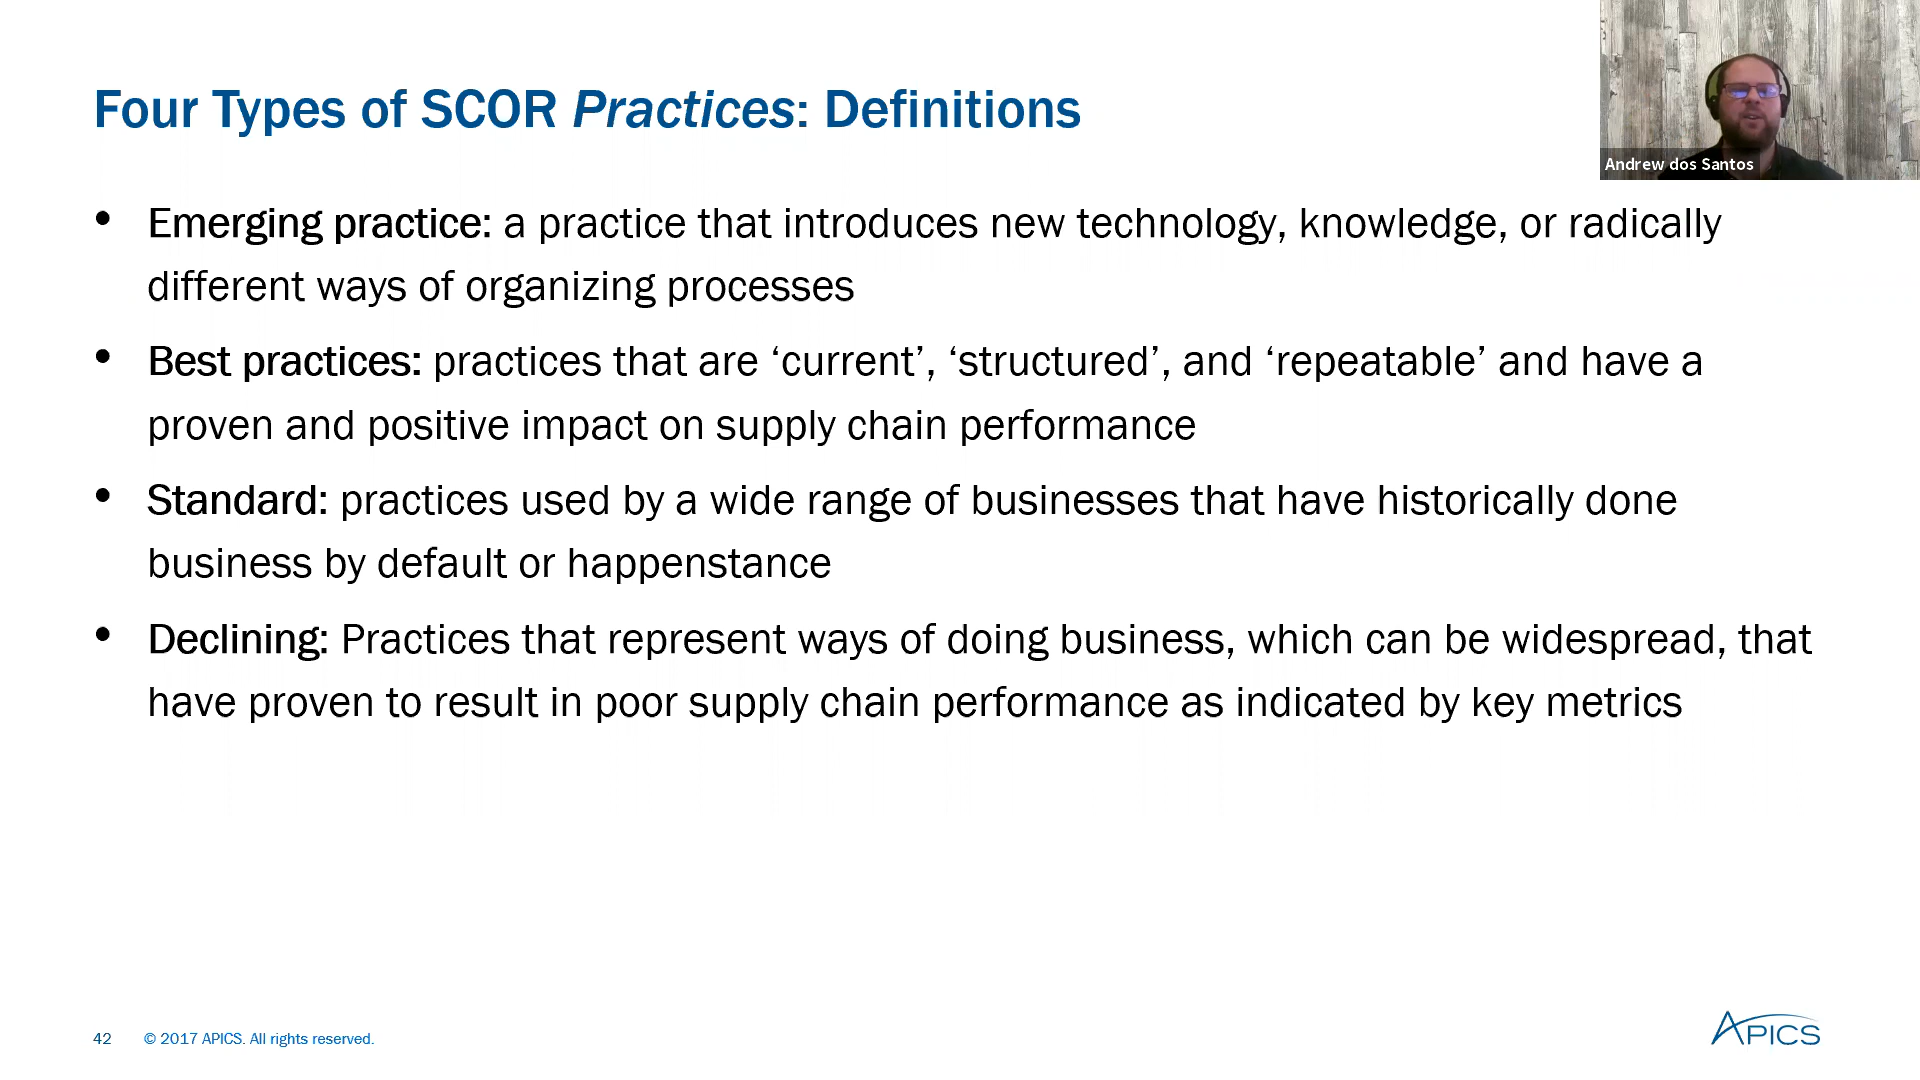 Four Types of SCOR Practices: Definitions
Andrew dos Santos
• Emerging practice: a practice that introduces new technology, knowledge, or radically
different ways of organizing processes
• Best practices: practices that are ‘current’, ‘structured’, and ‘repeatable’ and have a
proven and positive impact on supply chain performance
• Standard: practices used by a wide range of businesses that have historically done
business by default or happenstance
• Declining: Practices that represent ways of doing business, which can be widespread, that
have proven to result in poor supply chain performance as indicated by key metrics
42 © 2017 APICS. All rights reserved.
APICS